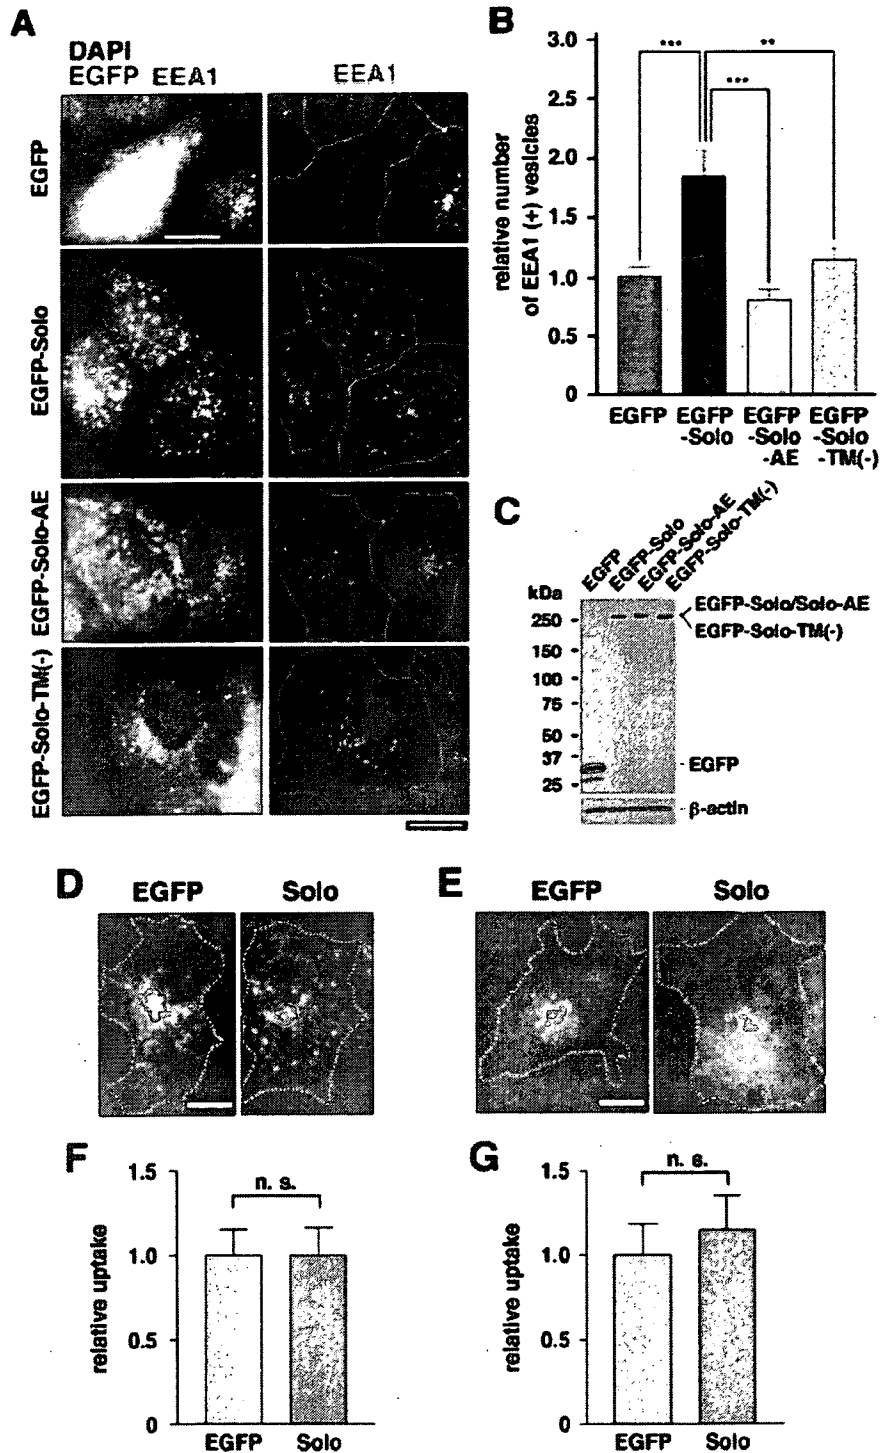 A
DAPI
EGFP EEA1
EEA1
EGFP
EGFP-Solo
EGFP-Solo-AE
EGFP-Solo-TM(-)
B
relative number
of EEA1 (+) vesicles
3.0
2.5
2.0
1.5
1.0
0.5
0
***
**
***
EGFP
EGFP
-Solo
EGFP
-Solo
-AE
EGFP
-Solo
-TM(-)
C
EGFP
EGFP-Solo
EGFP-Solo-AE
EGFP-Solo-TM(-)
kDa
250
150
100
75
50
37
25
EGFP-Solo/Solo-AE
EGFP-Solo-TM(-)
EGFP
β-actin
D
EGFP
Solo
E
EGFP
Solo
F
relative uptake
1.5
1.0
0.5
0
n. s.
EGFP
Solo
G
relative uptake
1.5
1.0
0.5
0
n. s.
EGFP
Solo